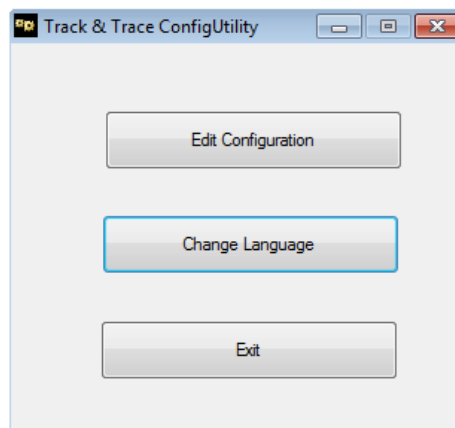 Track & Trace ConfigUtility
Edit Configuration
Change Language
Exit